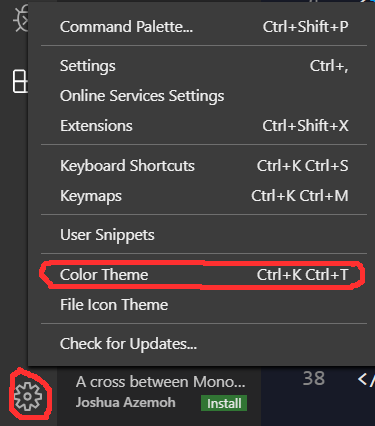 Command Palette... Ctrl+Shift+P
Settings Ctrl+,
Online Services Settings
Extensions Ctrl+Shift+X
Keyboard Shortcuts Ctrl+K Ctrl+S
Keymaps Ctrl+K Ctrl+M
User Snippets
Color Theme Ctrl+K Ctrl+T
File Icon Theme
Check for Updates...
A cross between Mono...
Joshua Azemoh Install
38 </